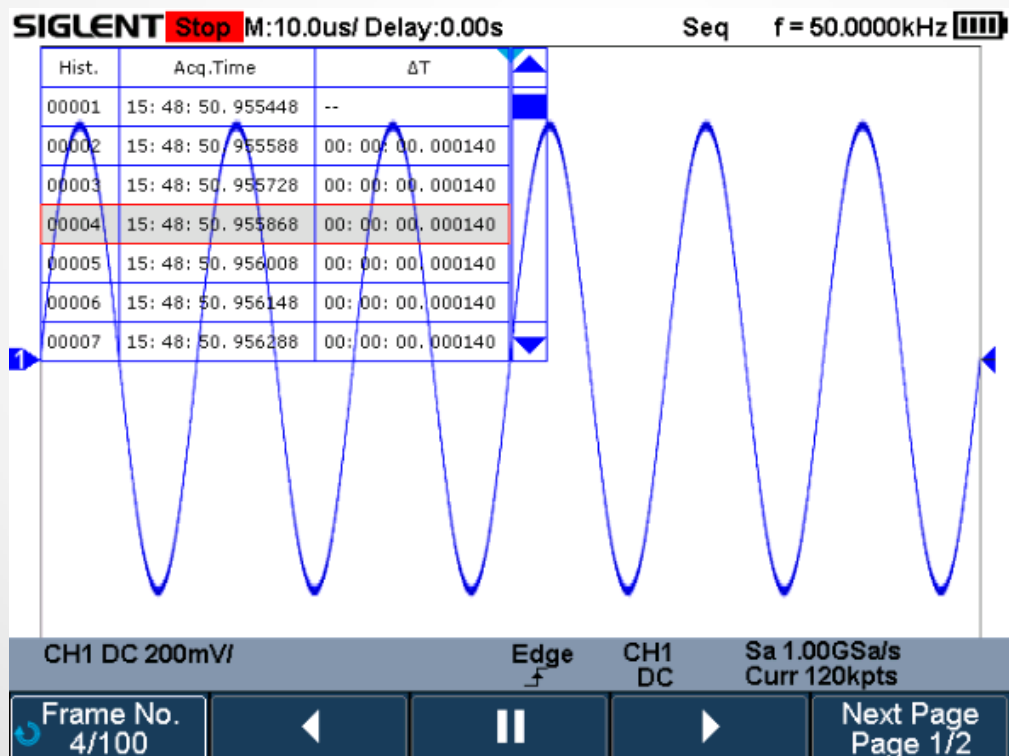 SIGLENT Stop M:10.0us/ Delay:0.00s Seq f = 50.0000kHz
Hist. Acq.Time ΔT
00001 15: 48: 50. 955448 --
00002 15: 48: 50. 955588 00: 00: 00. 000140
00003 15: 48: 50. 955728 00: 00: 00. 000140
00004 15: 48: 50. 955868 00: 00: 00. 000140
00005 15: 48: 50. 956008 00: 00: 00. 000140
00006 15: 48: 50. 956148 00: 00: 00. 000140
00007 15: 48: 50. 956288 00: 00: 00. 000140
1
CH1 DC 200mV/ Edge CH1 Sa 1.00GSa/s
DC Curr 120kpts
Frame No. Next Page
4/100 Page 1/2